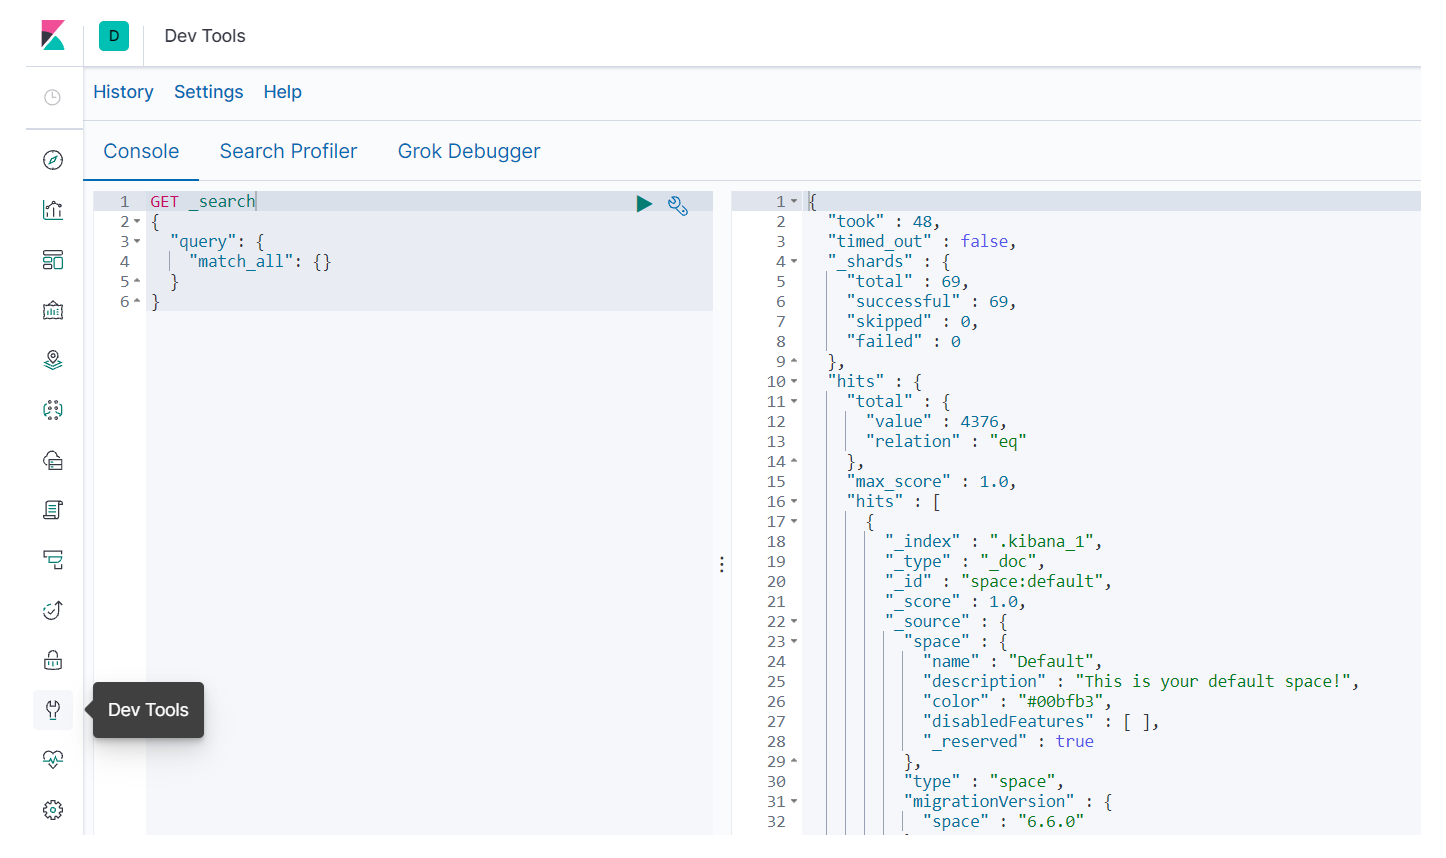 D Dev Tools
History Settings Help
Console Search Profiler Grok Debugger
1 GET _search
2 {
3 "query": {
4 "match_all": {}
5 }
6 }
1 {
2 "took" : 48,
3 "timed_out" : false,
4 "_shards" : {
5 "total" : 69,
6 "successful" : 69,
7 "skipped" : 0,
8 "failed" : 0
9 },
10 "hits" : {
11 "total" : {
12 "value" : 4376,
13 "relation" : "eq"
14 },
15 "max_score" : 1.0,
16 "hits" : [
17 {
18 "_index" : ".kibana_1",
19 "_type" : "_doc",
20 "_id" : "space:default",
21 "_score" : 1.0,
22 "_source" : {
23 "space" : {
24 "name" : "Default",
25 "description" : "This is your default space!",
26 "color" : "#00bfb3",
27 "disabledFeatures" : [ ],
28 "_reserved" : true
29 },
30 "type" : "space",
31 "migrationVersion" : {
32 "space" : "6.6.0"
Dev Tools